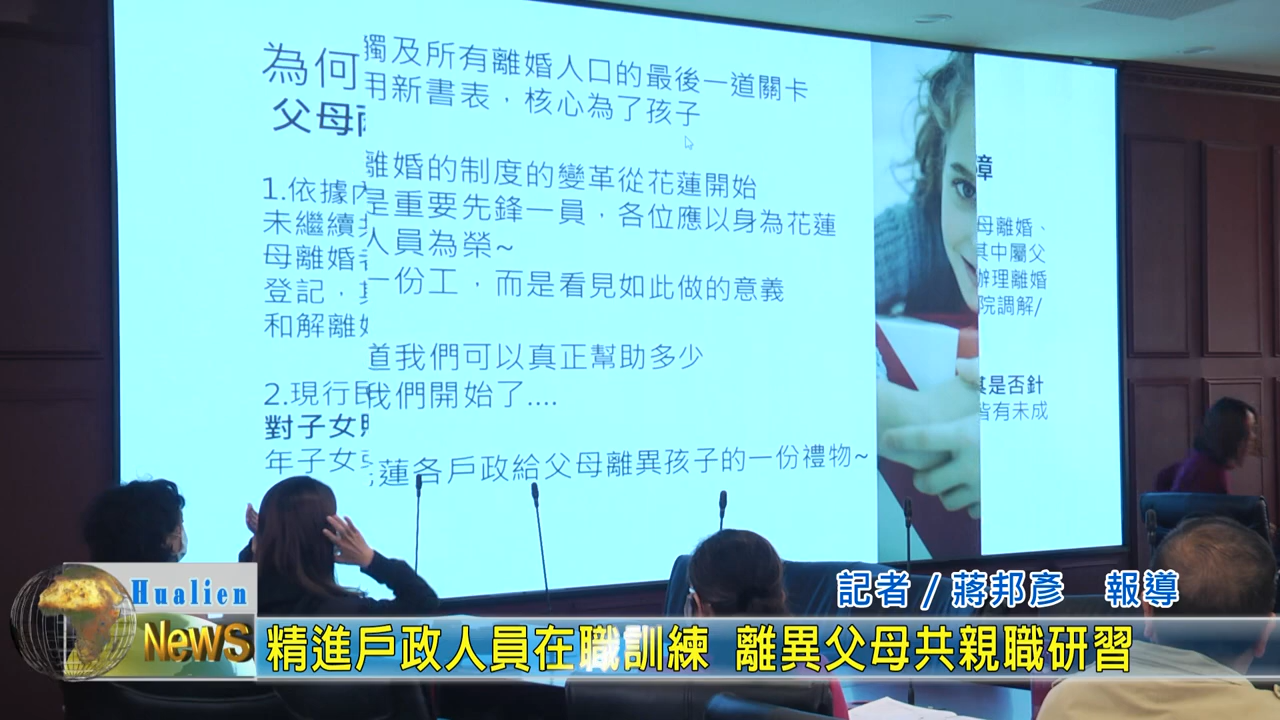 為何
父母
1.依據內
未繼續共
母離婚
登記，其
和解離婚
2.現行民
對子女
年子女
獨及所有離婚人口的最後一道關卡
用新書表，核心為了孩子
離婚的制度的變革從花蓮開始
是重要先鋒一員，各位應以身為花蓮
人員為榮~
一份工，而是看見如此做的意義
道我們可以真正幫助多少
我們開始了....
蓮各戶政給父母離異孩子的一份禮物~
障
母離婚、
其中屬父
辦理離婚
院調解/
其是否針
皆有未成
記者/蔣邦彥 報導
Hualien
News
精進戶政人員在職訓練 離異父母共親職研習